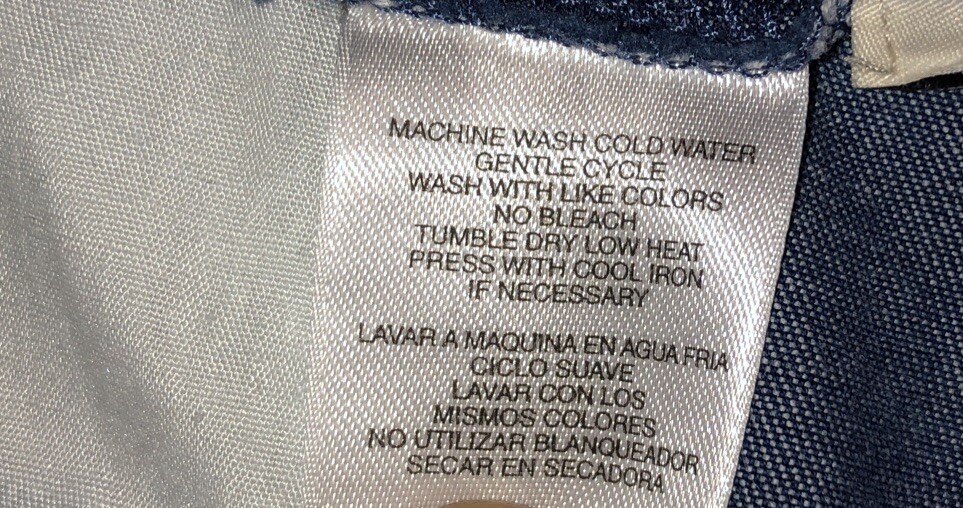 MACHINE WASH COLD WATER
GENTLE CYCLE
WASH WITH LIKE COLORS
NO BLEACH
TUMBLE DRY LOW HEAT
PRESS WITH COOL IRON
IF NECESSARY
LAVAR A MAQUINA EN AGUA FRIA
CICLO SUAVE
LAVAR CON LOS
MISMOS COLORES
NO UTILIZAR BLANQUEADOR
SECAR EN SECADORA